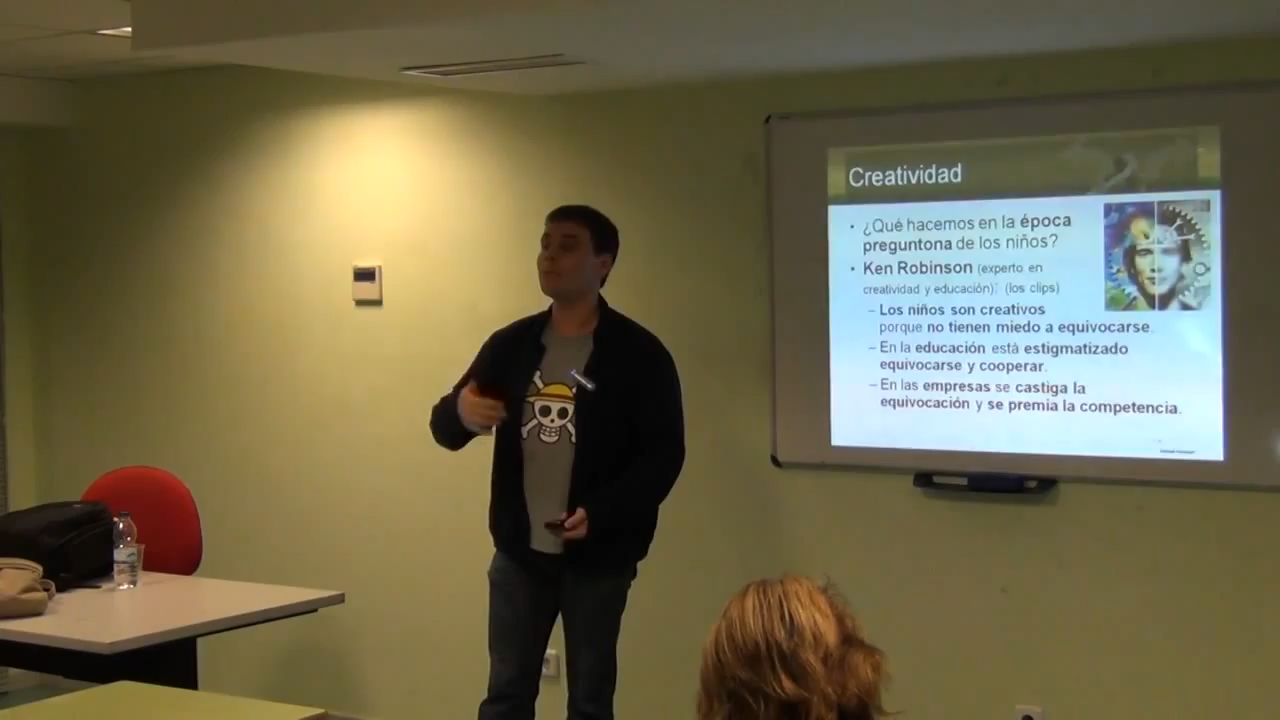 Creatividad
• ¿Qué hacemos en la época
preguntona de los niños?
• Ken Robinson (experto en
creatividad y educación): (los clips)
– Los niños son creativos
porque no tienen miedo a equivocarse.
– En la educación está estigmatizado
equivocarse y cooperar.
– En las empresas se castiga la
equivocación y se premia la competencia.